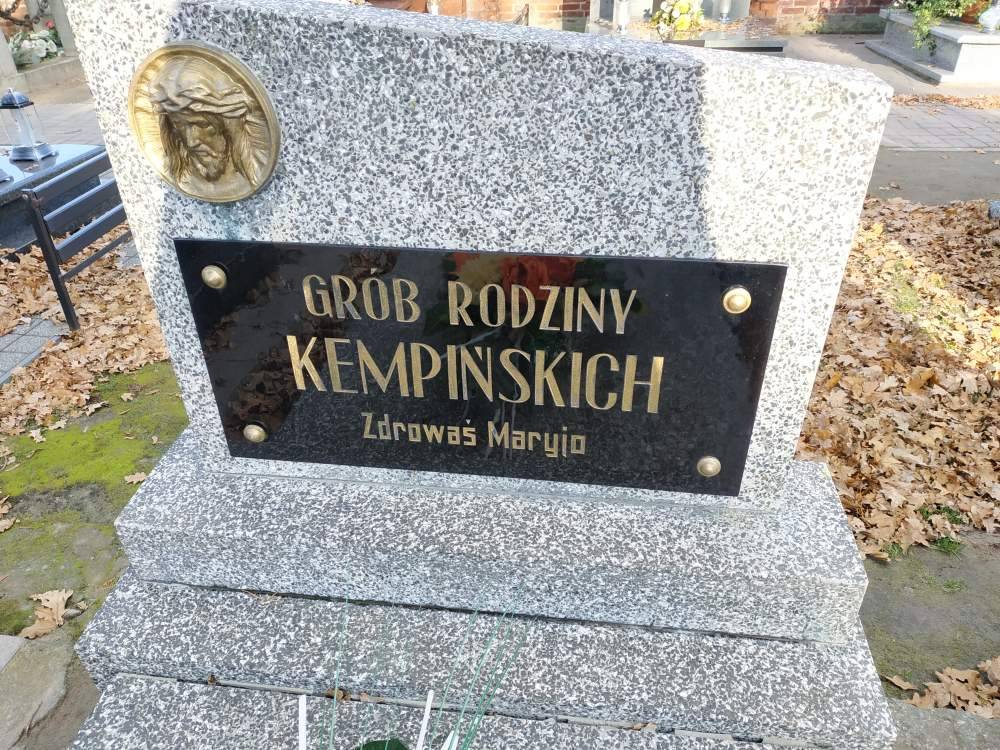 GRÓB RODZINY
KEMPIŃSKICH
Zdrowaś Maryjo